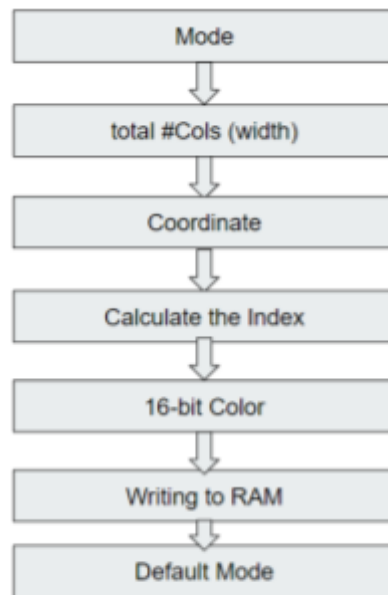 Mode
total #Cols (width)
Coordinate
Calculate the Index
16-bit Color
Writing to RAM
Default Mode